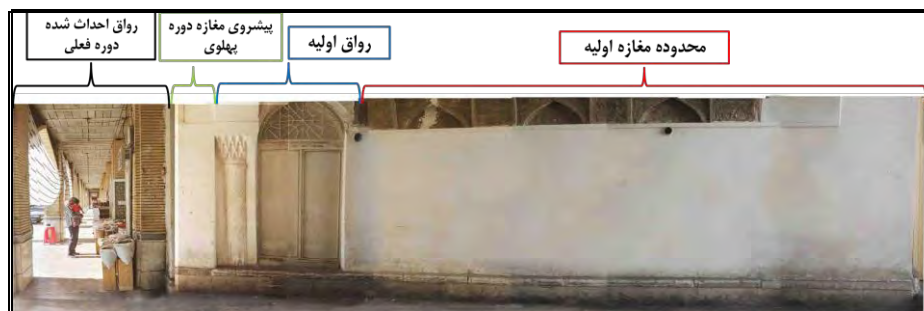 محدوده مغازه اولیه
رواق اولیه
پیشروی مغازه دوره
پهلوی
رواق احداث شده
دوره فعلی